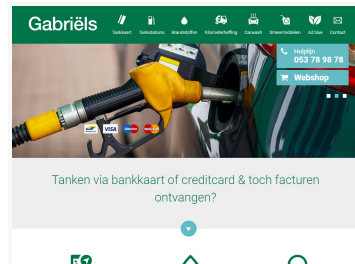 Gabriëls
Tankkaart Tankstations Brandstoffen Kilometerheffing Carwash Smeermiddelen Ad blue Contact
Hulplijn
053 78 98 78
Webshop
VISA
Tanken via bankkaart of creditcard & toch facturen
ontvangen?